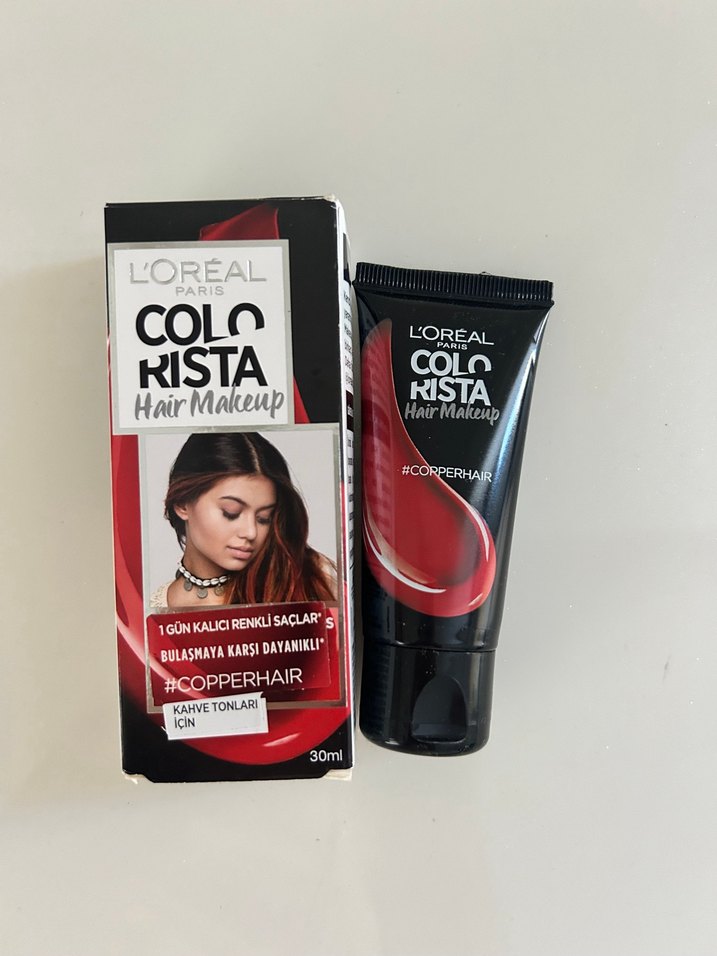 L'ORÉAL
PARIS
COLO
RISTA
Hair Makeup
1 GÜN KALICI RENKLİ SAÇLAR*
BULAŞMAYA KARŞI DAYANIKLI*
#COPPERHAIR
KAHVE TONLARI
İÇİN
30ml
L'ORÉAL
PARIS
COLO
RISTA
Hair Makeup
#COPPERHAIR